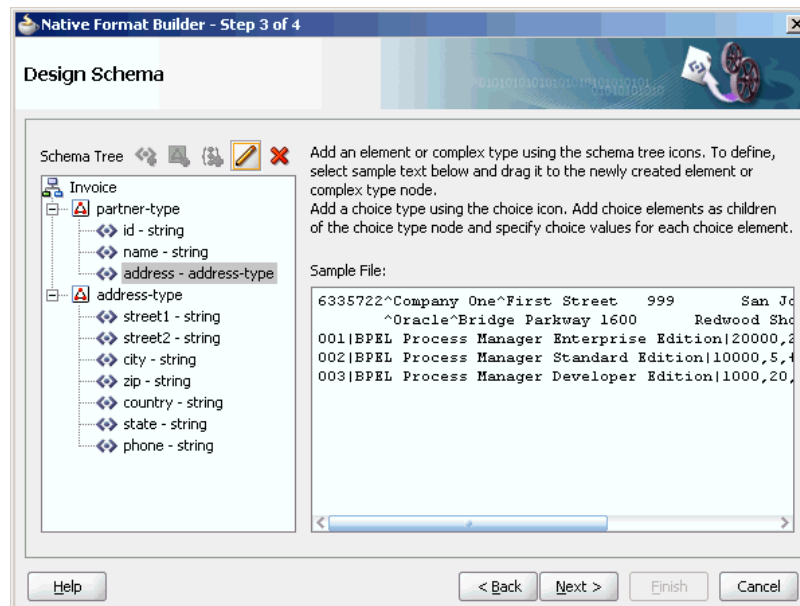 Native Format Builder - Step 3 of 4
Design Schema
Schema Tree
Invoice
partner-type
id - string
name - string
address - address-type
address-type
street1 - string
street2 - string
city - string
zip - string
country - string
state - string
phone - string
Add an element or complex type using the schema tree icons. To define,
select sample text below and drag it to the newly created element or
complex type node.
Add a choice type using the choice icon. Add choice elements as children
of the choice type node and specify choice values for each choice element.
Sample File:
6335722^Company One^First Street 999 San Jo
^Oracle^Bridge Parkway 1600 Redwood Sho
001|BPEL Process Manager Enterprise Edition|20000,2
002|BPEL Process Manager Standard Edition|10000,5,
003|BPEL Process Manager Developer Edition|1000,20,
Help
< Back
Next >
Finish
Cancel